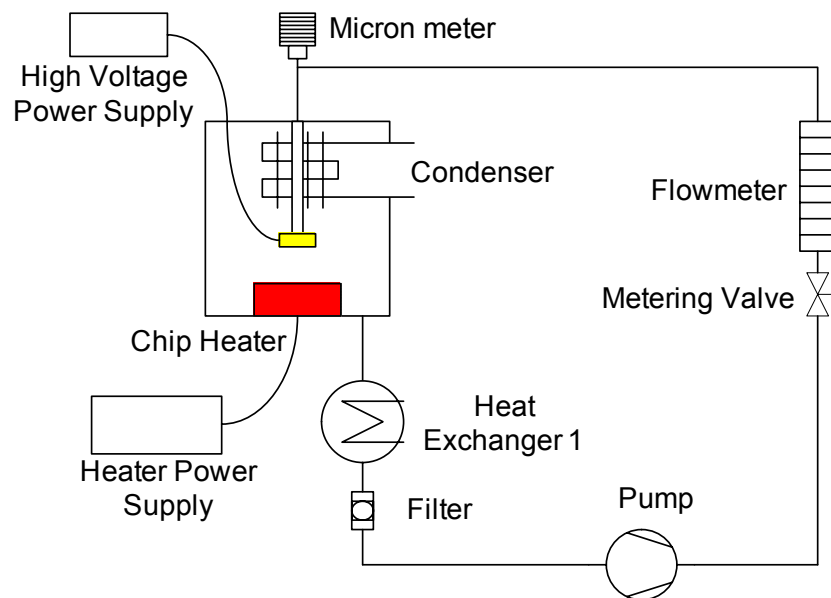 Micron meter
High Voltage
Power Supply
Condenser
Flowmeter
Metering Valve
Chip Heater
Heat
Exchanger 1
Heater Power
Supply
Filter
Pump